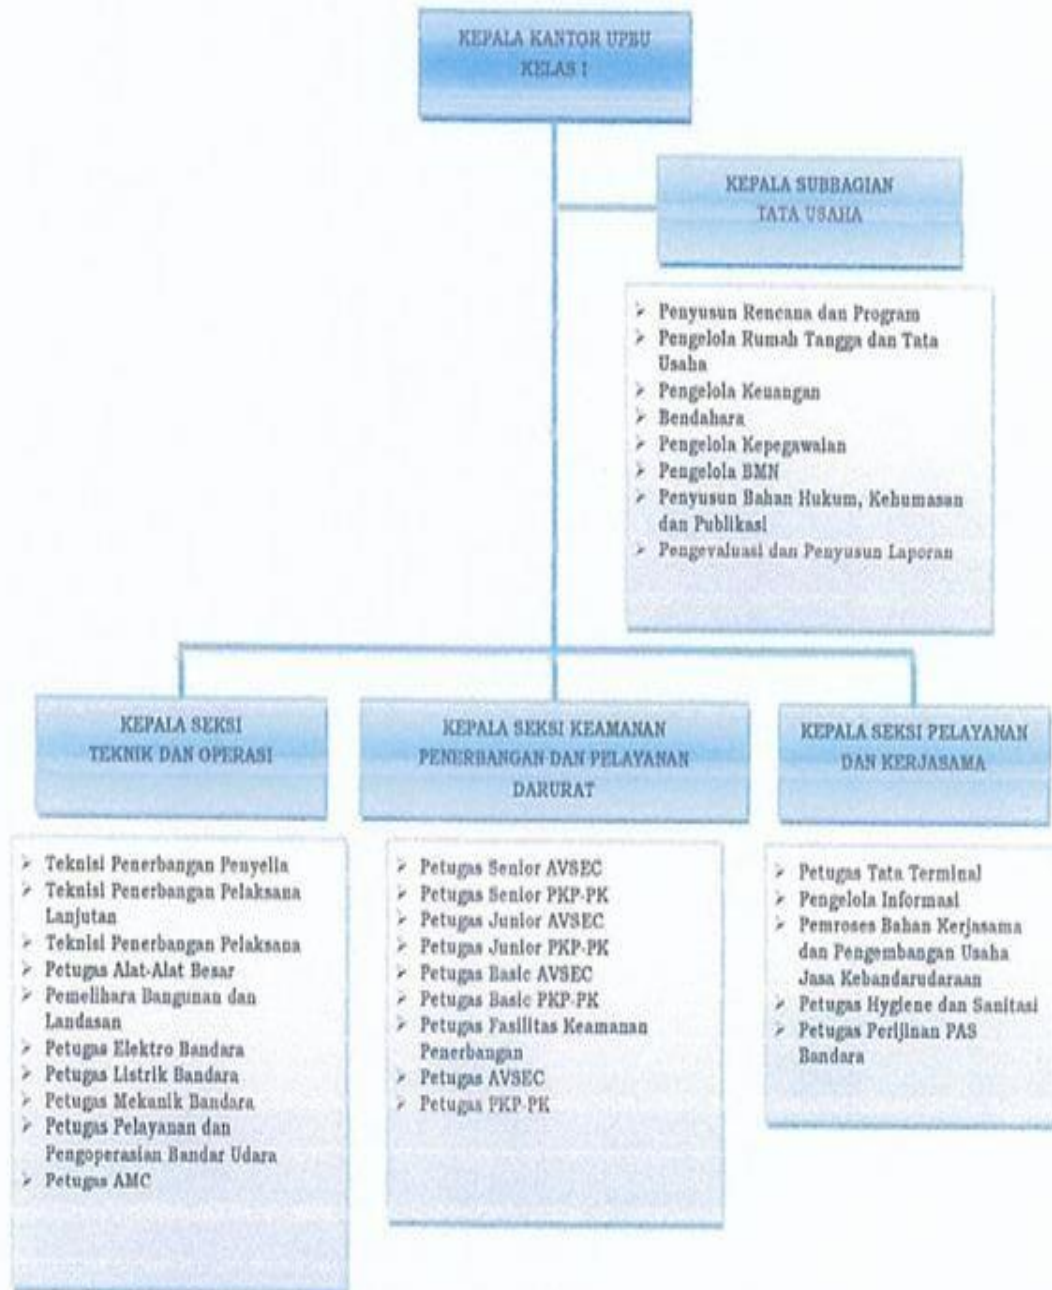 KEPALA KANTOR UPBU
KELAS I
KEPALA SUBBAGIAN
TATA USAHA
➢ Penyusun Rencana dan Program
➢ Pengelola Rumah Tangga dan Tata
Usaha
➢ Pengelola Keuangan
➢ Bendahara
➢ Pengelola Kepegawaian
➢ Pengelola BMN
➢ Penyusun Bahan Hukum, Kehumasan
dan Publikasi
➢ Pengevaluasi dan Penyusun Laporan
KEPALA SEKSI
TEKNIK DAN OPERASI
➢ Teknisi Penerbangan Penyelia
➢ Teknisi Penerbangan Pelaksana
Lanjutan
➢ Teknisi Penerbangan Pelaksana
➢ Petugas Alat-Alat Besar
➢ Pemelihara Bangunan dan
Landasan
➢ Petugas Elektro Bandara
➢ Petugas Listrik Bandara
➢ Petugas Mekanik Bandara
➢ Petugas Pelayanan dan
Pengoperasian Bandar Udara
➢ Petugas AMC
KEPALA SEKSI KEAMANAN
PENERBANGAN DAN PELAYANAN
DARURAT
➢ Petugas Senior AVSEC
➢ Petugas Senior PKP-PK
➢ Petugas Junior AVSEC
➢ Petugas Junior PKP-PK
➢ Petugas Basic AVSEC
➢ Petugas Basic PKP-PK
➢ Petugas Fasilitas Keamanan
Penerbangan
➢ Petugas AVSEC
➢ Petugas PKP-PK
KEPALA SEKSI PELAYANAN
DAN KERJASAMA
➢ Petugas Tata Terminal
➢ Pengelola Informasi
➢ Pemroses Bahan Kerjasama
dan Pengembangan Usaha
Jasa Kebandarudaraan
➢ Petugas Hygiene dan Sanitasi
➢ Petugas Perijinan PAS
Bandara